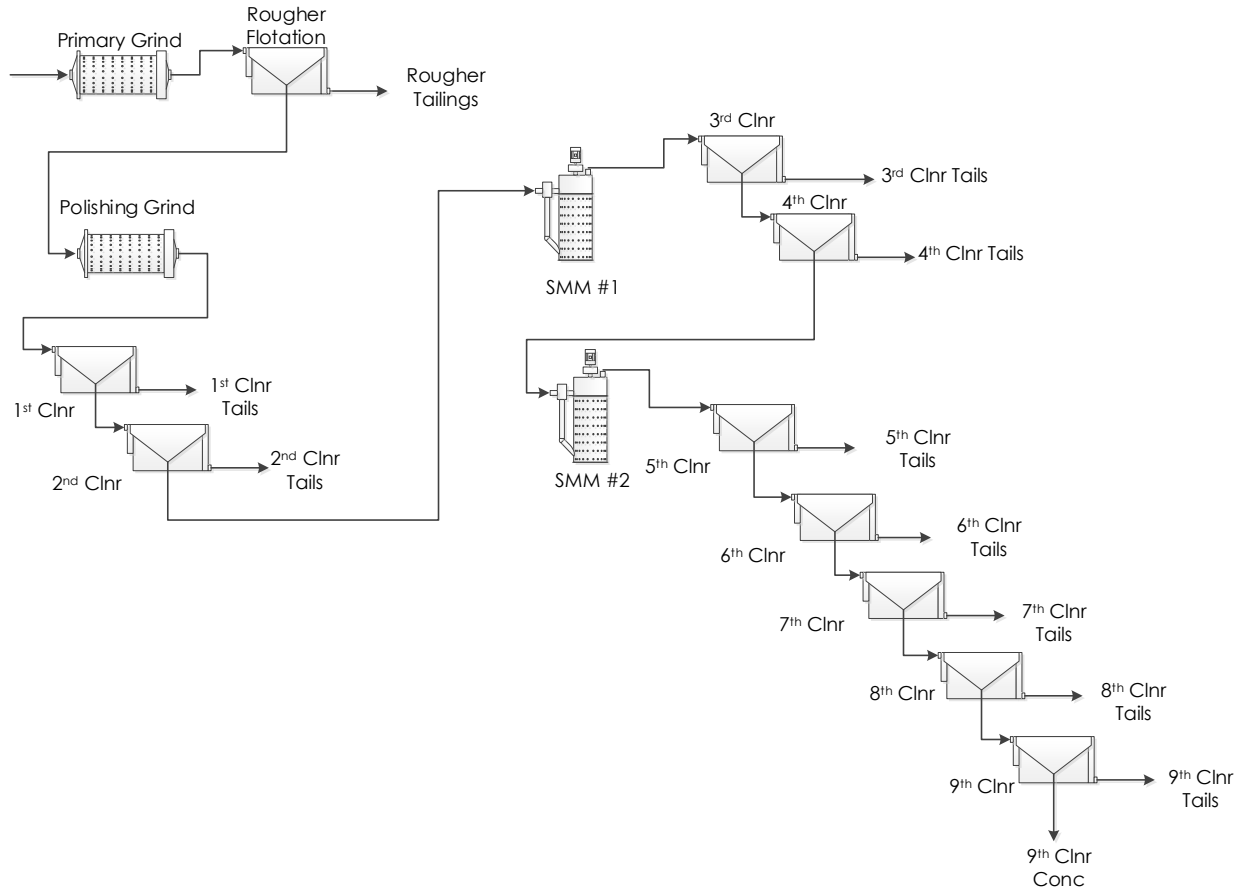 Primary Grind
Rougher
Flotation
Rougher
Tailings
Polishing Grind
1st Clnr
1st Clnr
Tails
2nd Clnr
2nd Clnr
Tails
SMM #1
3rd Clnr
3rd Clnr Tails
4th Clnr
4th Clnr Tails
SMM #2
5th Clnr
5th Clnr
Tails
6th Clnr
6th Clnr
Tails
7th Clnr
7th Clnr
Tails
8th Clnr
8th Clnr
Tails
9th Clnr
9th Clnr
Tails
9th Clnr
Conc